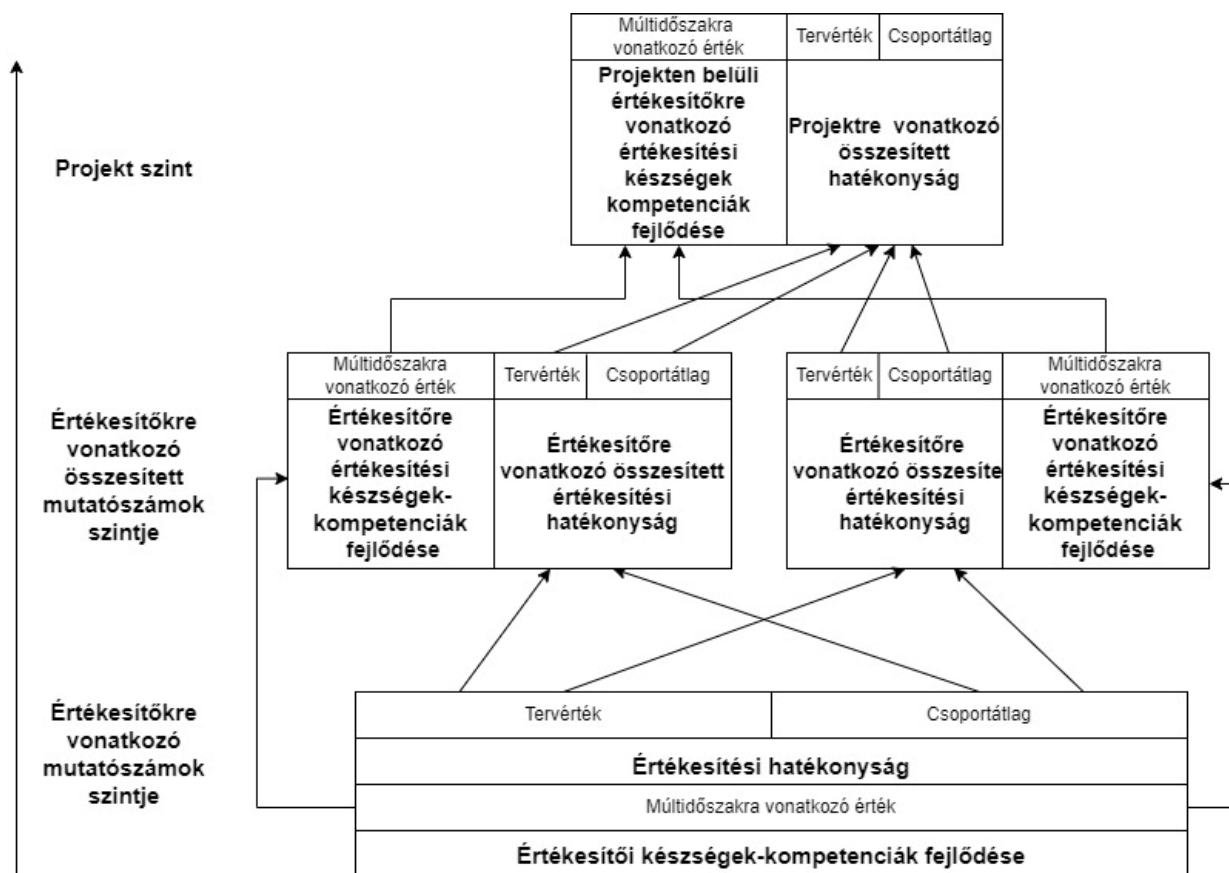 Múltidőszakra
vonatkozó érték
Tervérték
Csoportátlag
Projekten belüli
értékesítőkre
vonatkozó
értékesítési
készségek
kompetenciák
fejlődése
Projektre vonatkozó
összesített
hatékonyság
Projekt szint
Múltidőszakra
vonatkozó érték
Tervérték
Csoportátlag
Értékesítőre
vonatkozó
értékesítési
készségek-
kompetenciák
fejlődése
Értékesítőre
vonatkozó összesített
értékesítési
hatékonyság
Tervérték
Csoportátlag
Múltidőszakra
vonatkozó érték
Értékesítőre
vonatkozó összesíte
értékesítési
hatékonyság
Értékesítőre
vonatkozó
értékesítési
készségek-
kompetenciák
fejlődése
Értékesítőkre
vonatkozó
összesített
mutatószámok
szintje
Értékesítőkre
vonatkozó
mutatószámok
szintje
Tervérték
Csoportátlag
Értékesítési hatékonyság
Múltidőszakra vonatkozó érték
Értékesítői készségek-kompetenciák fejlődése